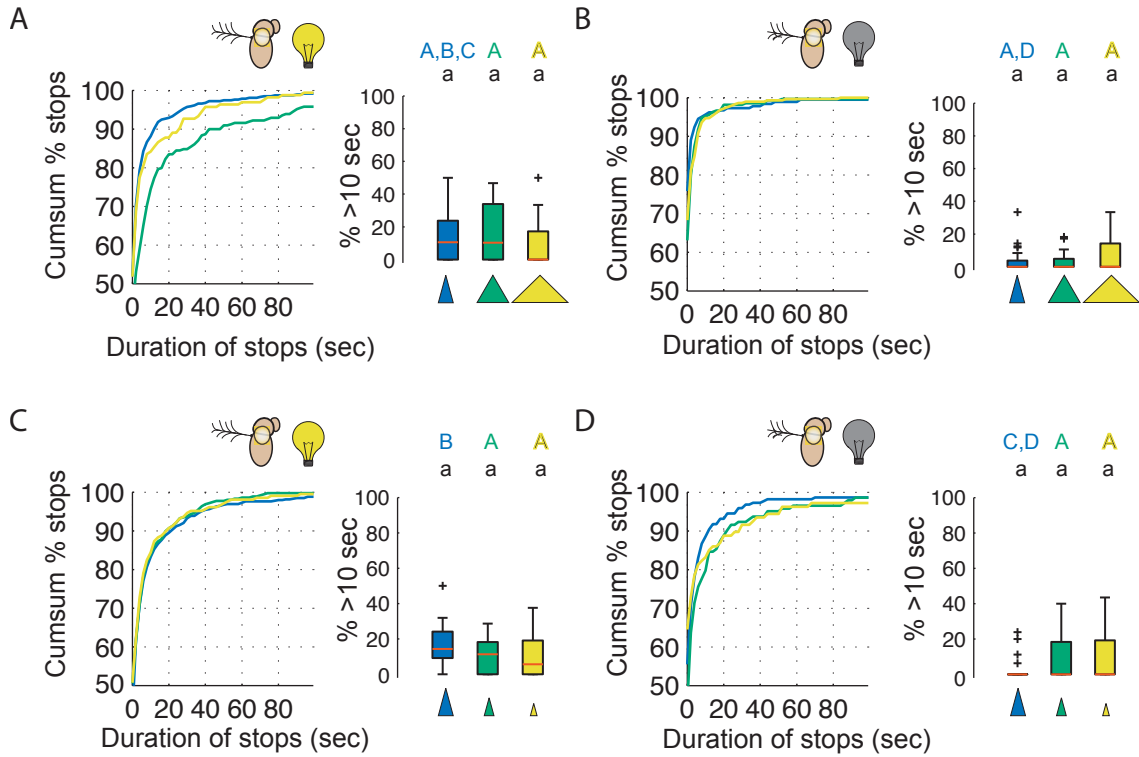 A
A,B,C A A
a a a
Cumsum % stops
100
90
80
70
60
50
0 20 40 60 80
Duration of stops (sec)
% >10 sec
100
80
60
40
20
0
B
A,D A A
a a a
Cumsum % stops
100
90
80
70
60
50
0 20 40 60 80
Duration of stops (sec)
% >10 sec
100
80
60
40
20
0
C
B A A
a a a
Cumsum % stops
100
90
80
70
60
50
0 20 40 60 80
Duration of stops (sec)
% >10 sec
100
80
60
40
20
0
D
C,D A A
a a a
Cumsum % stops
100
90
80
70
60
50
0 20 40 60 80
Duration of stops (sec)
% >10 sec
100
80
60
40
20
0